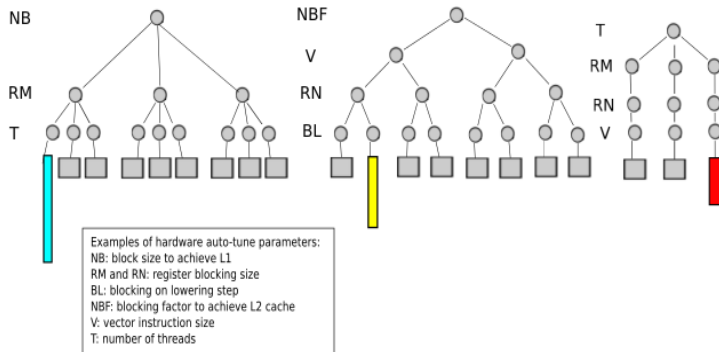 NB
RM
T
NBF
V
RN
BL
T
RM
RN
V
Examples of hardware auto-tune parameters:
NB: block size to achieve L1
RM and RN: register blocking size
BL: blocking on lowering step
NBF: blocking factor to achieve L2 cache
V: vector instruction size
T: number of threads